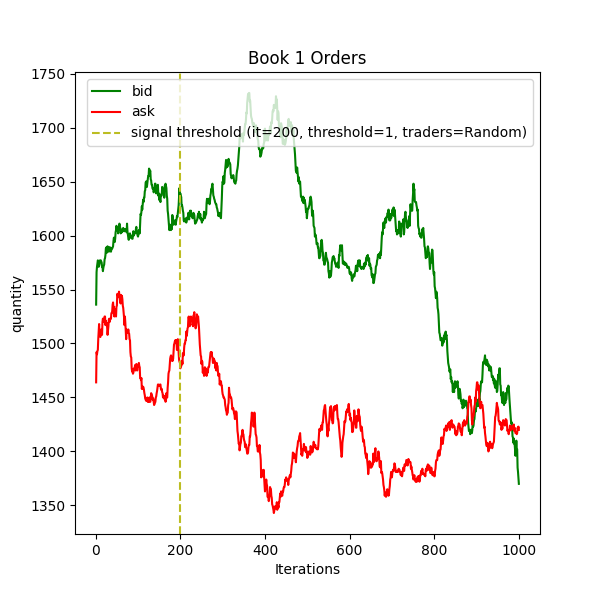 Book 1 Orders
1750
1700
1650
1600
1550
1500
1450
1400
1350
quantity
bid
ask
signal threshold (it=200, threshold=1, traders=Random)
0 200 400 600 800 1000
Iterations